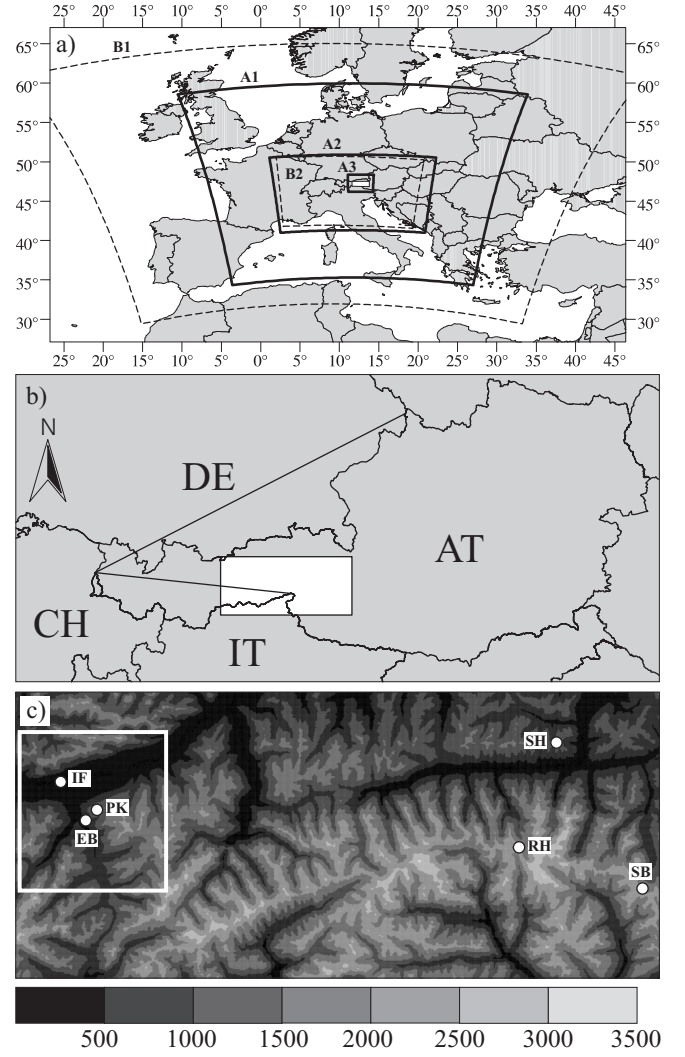 25° 20° 15° 10° 5° 0° 5° 10° 15° 20° 25° 30° 35° 40° 45°
a)
B1
65° 65°
A1
60° 60°
55° 55°
A2
50° 50°
A3
B2
45° 45°
40° 40°
35° 35°
30° 30°
25° 20° 15° 10° 5° 0° 5° 10° 15° 20° 25° 30° 35° 40° 45°
b)
N
DE
AT
CH
IT
c)
SH
IF
PK
EB
RH
SB
500 1000 1500 2000 2500 3000 3500